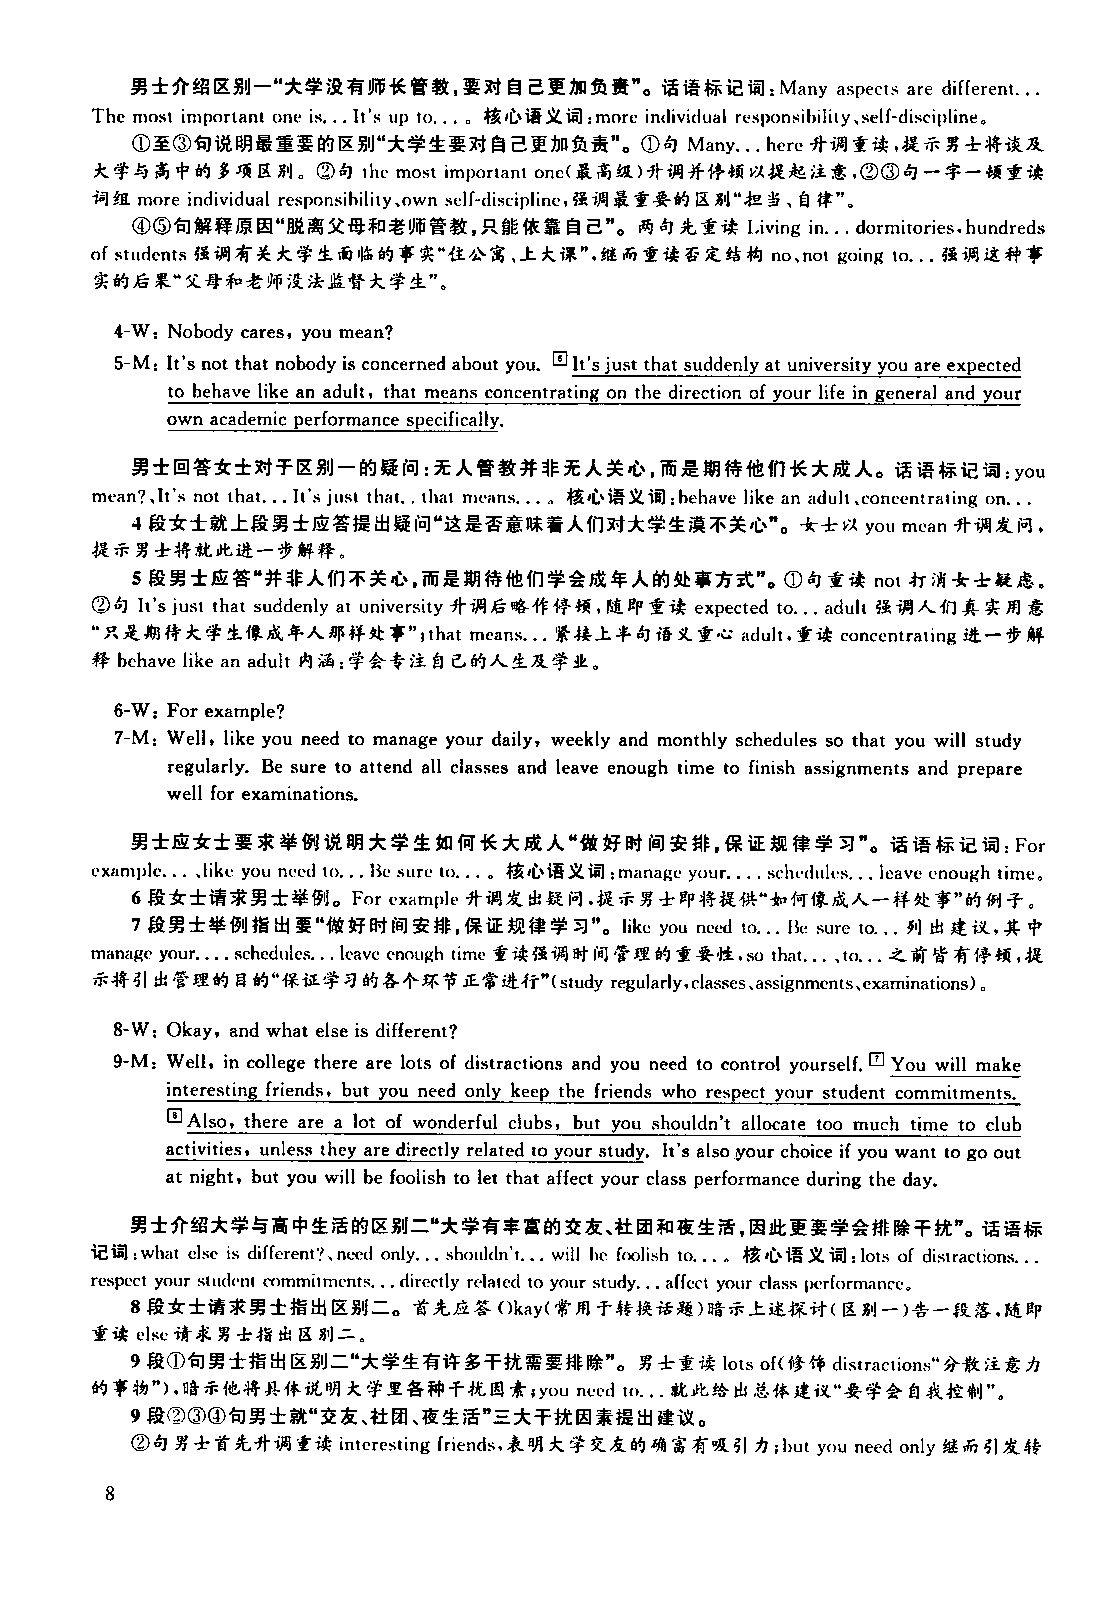 男士介绍区别一“大学没有师长管教,要对自己更加负责”。话语标记词:Many aspects are different...
The most important one is...It's up to...。核心语义词:more individual responsibility、self-discipline。
①至③句说明最重要的区别“大学生要对自己更加负责”。①句 Many...here 升调重读,提示男士将谈及
大学与高中的多项区别。②句 the most important one(最高级)升调并停顿以提起注意,②③句一字一顿重读
词组 more individual responsibility、own self-discipline,强调最重要的区别“担当、自律”。
④⑤句解释原因“脱离父母和老师管教,只能依靠自己”。两句先重读 Living in...dormitories,hundreds
of students 强调有关大学生面临的事实“住公寓、上大课”,继而重读否定结构 no、not going to...强调这种事
实的后果“父母和老师没法监督大学生”。
4-W: Nobody cares, you mean?
5-M: It's not that nobody is concerned about you. [6] It's just that suddenly at university you are expected
to behave like an adult, that means concentrating on the direction of your life in general and your
own academic performance specifically.
男士回答女士对于区别一的疑问:无人管教并非无人关心,而是期待他们长大成人。话语标记词:you
mean?、It's not that...It's just that..that means...。核心语义词:behave like an adult、concentrating on...
4 段女士就上段男士应答提出疑问“这是否意味着人们对大学生漠不关心”。女士以 you mean 升调发问,
提示男士将就此进一步解释。
5 段男士应答“并非人们不关心,而是期待他们学会成年人的处事方式”。①句重读 not 打消女士疑虑。
②句 It's just that suddenly at university 升调后略作停顿,随即重读 expected to...adult 强调人们真实用意
“只是期待大学生像成年人那样处事”;that means...紧接上半句语义重心 adult,重读 concentrating 进一步解
释 behave like an adult 内涵:学会专注自己的人生及学业。
6-W: For example?
7-M: Well, like you need to manage your daily, weekly and monthly schedules so that you will study
regularly. Be sure to attend all classes and leave enough time to finish assignments and prepare
well for examinations.
男士应女士要求举例说明大学生如何长大成人“做好时间安排,保证规律学习”。话语标记词:For
example...、like you need to...Be sure to...。核心语义词:manage your....schedules...leave enough time。
6 段女士请求男士举例。For example 升调发出疑问,提示男士即将提供“如何像成人一样处事”的例子。
7 段男士举例指出要“做好时间安排,保证规律学习”。like you need to...Be sure to...列出建议,其中
manage your....schedules...leave enough time 重读强调时间管理的重要性,so that...、to...之前皆有停顿,提
示将引出管理的目的“保证学习的各个环节正常进行”(study regularly,classes、assignments、examinations)。
8-W: Okay, and what else is different?
9-M: Well, in college there are lots of distractions and you need to control yourself. [7] You will make
interesting friends, but you need only keep the friends who respect your student commitments.
[8] Also, there are a lot of wonderful clubs, but you shouldn't allocate too much time to club
activities, unless they are directly related to your study. It's also your choice if you want to go out
at night, but you will be foolish to let that affect your class performance during the day.
男士介绍大学与高中生活的区别二“大学有丰富的交友、社团和夜生活,因此更要学会排除干扰”。话语标
记词:what else is different?、need only...shouldn't...will be foolish to...。核心语义词:lots of distractions...
respect your student commitments...directly related to your study...affect your class performance。
8 段女士请求男士指出区别二。首先应答 Okay(常用于转换话题)暗示上述探讨(区别一)告一段落,随即
重读 else 请求男士指出区别二。
9 段①句男士指出区别二“大学生有许多干扰需要排除”。男士重读 lots of(修饰 distractions“分散注意力
的事物”),暗示他将具体说明大学里各种干扰因素;you need to...就此给出总体建议“要学会自我控制”。
9 段②③④句男士就“交友、社团、夜生活”三大干扰因素提出建议。
②句男士首先升调重读 interesting friends,表明大学交友的确富有吸引力;but you need only 继而引发转
8